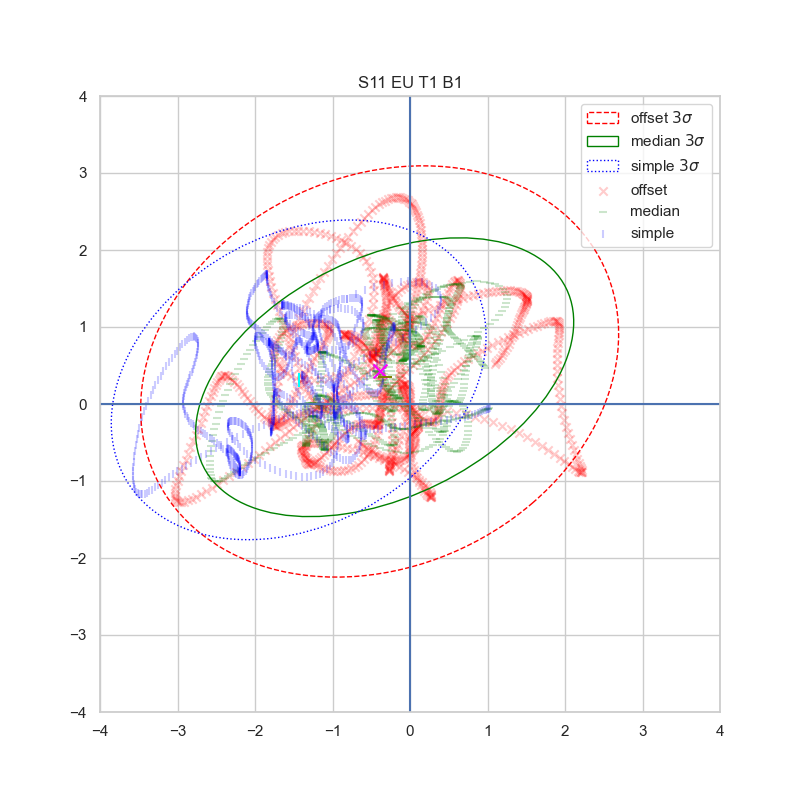 S11 EU T1 B1
offset 3σ
median 3σ
simple 3σ
offset
median
simple
4
3
2
1
0
−1
−2
−3
−4
−4 −3 −2 −1 0 1 2 3 4